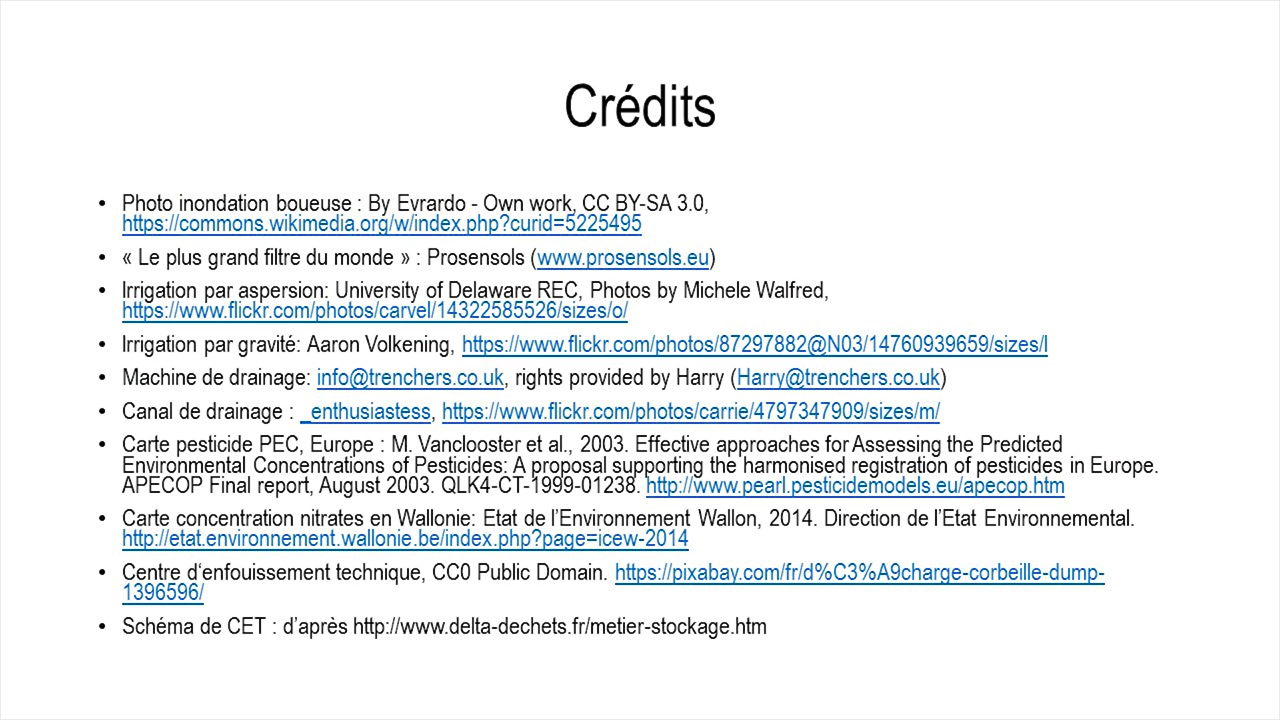 Crédits
• Photo inondation boueuse : By Evrardo - Own work, CC BY-SA 3.0,
https://commons.wikimedia.org/w/index.php?curid=5225495
• « Le plus grand filtre du monde » : Prosensols (www.prosensols.eu)
• Irrigation par aspersion: University of Delaware REC, Photos by Michele Walfred,
https://www.flickr.com/photos/carvel/14322585526/sizes/o/
• Irrigation par gravité: Aaron Volkening, https://www.flickr.com/photos/87297882@N03/14760939659/sizes/l
• Machine de drainage: info@trenchers.co.uk, rights provided by Harry (Harry@trenchers.co.uk)
• Canal de drainage : _enthusiastess, https://www.flickr.com/photos/carrie/4797347909/sizes/m/
• Carte pesticide PEC, Europe : M. Vanclooster et al., 2003. Effective approaches for Assessing the Predicted
Environmental Concentrations of Pesticides: A proposal supporting the harmonised registration of pesticides in Europe.
APECOP Final report, August 2003. QLK4-CT-1999-01238. http://www.pearl.pesticidemodels.eu/apecop.htm
• Carte concentration nitrates en Wallonie: Etat de l’Environnement Wallon, 2014. Direction de l’Etat Environnemental.
http://etat.environnement.wallonie.be/index.php?page=icew-2014
• Centre d‘enfouissement technique, CC0 Public Domain. https://pixabay.com/fr/d%C3%A9charge-corbeille-dump-
1396596/
• Schéma de CET : d’après http://www.delta-dechets.fr/metier-stockage.htm